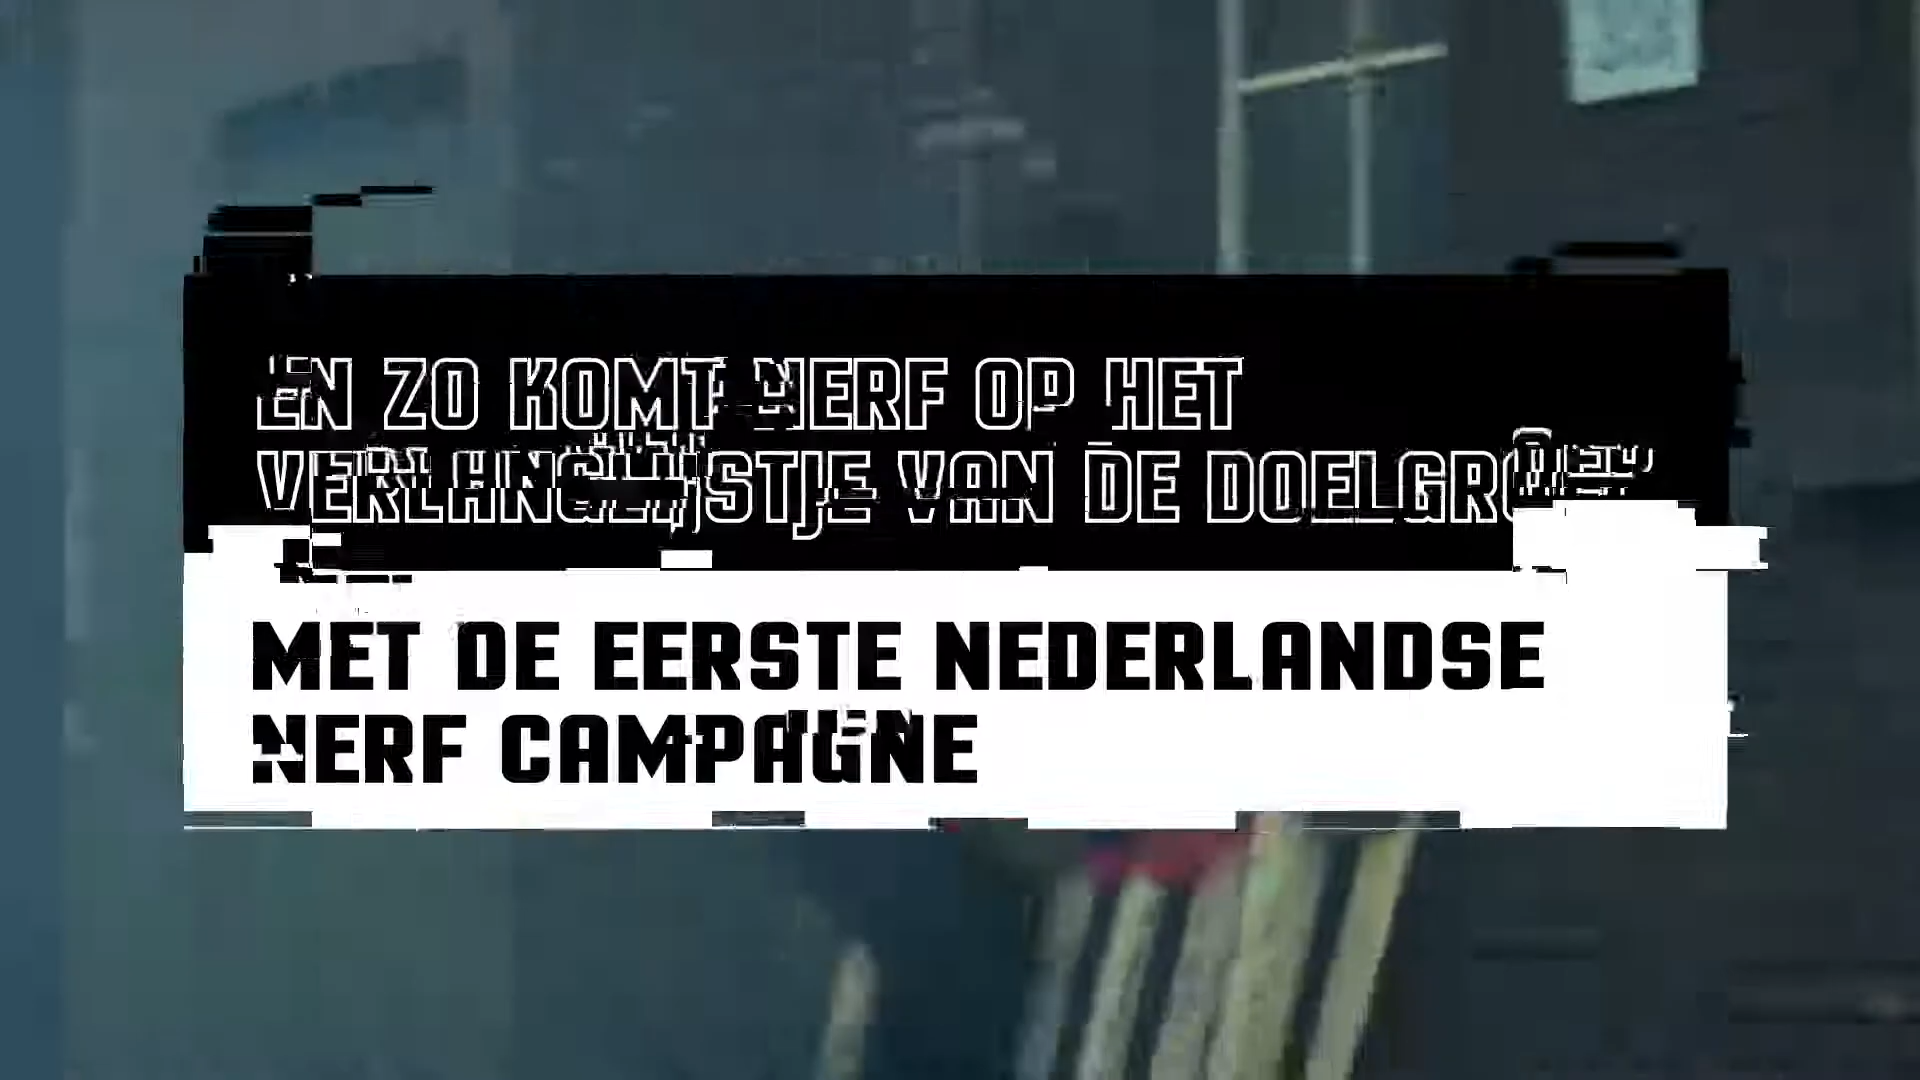 EN ZO KOMT NERF OP HET
VERLANGLIJSTJE VAN DE DOELGROEP
MET DE EERSTE NEDERLANDSE
NERF CAMPAGNE